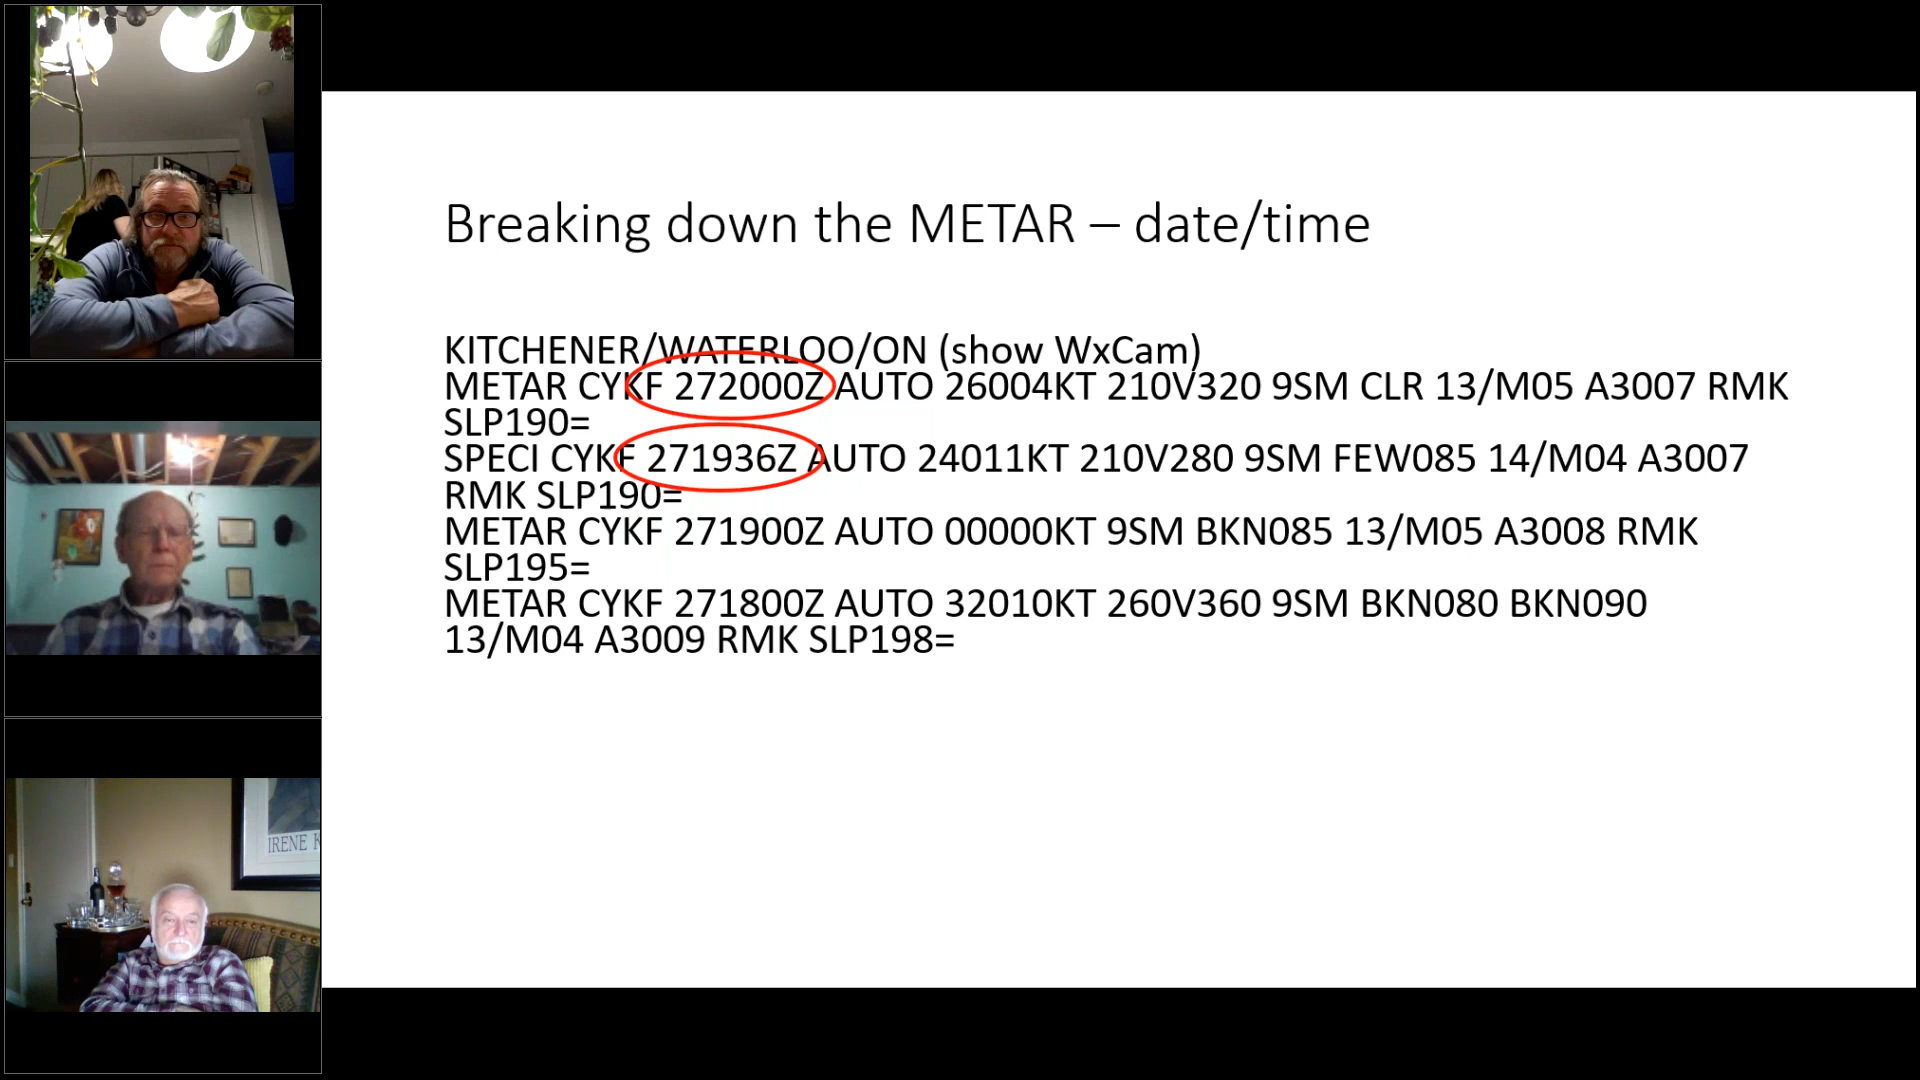 Breaking down the METAR – date/time
KITCHENER/WATERLOO/ON (show WxCam)
METAR CYKF 272000Z AUTO 26004KT 210V320 9SM CLR 13/M05 A3007 RMK
SLP190=
SPECI CYKF 271936Z AUTO 24011KT 210V280 9SM FEW085 14/M04 A3007
RMK SLP190=
METAR CYKF 271900Z AUTO 00000KT 9SM BKN085 13/M05 A3008 RMK
SLP195=
METAR CYKF 271800Z AUTO 32010KT 260V360 9SM BKN080 BKN090
13/M04 A3009 RMK SLP198=
IRENE K